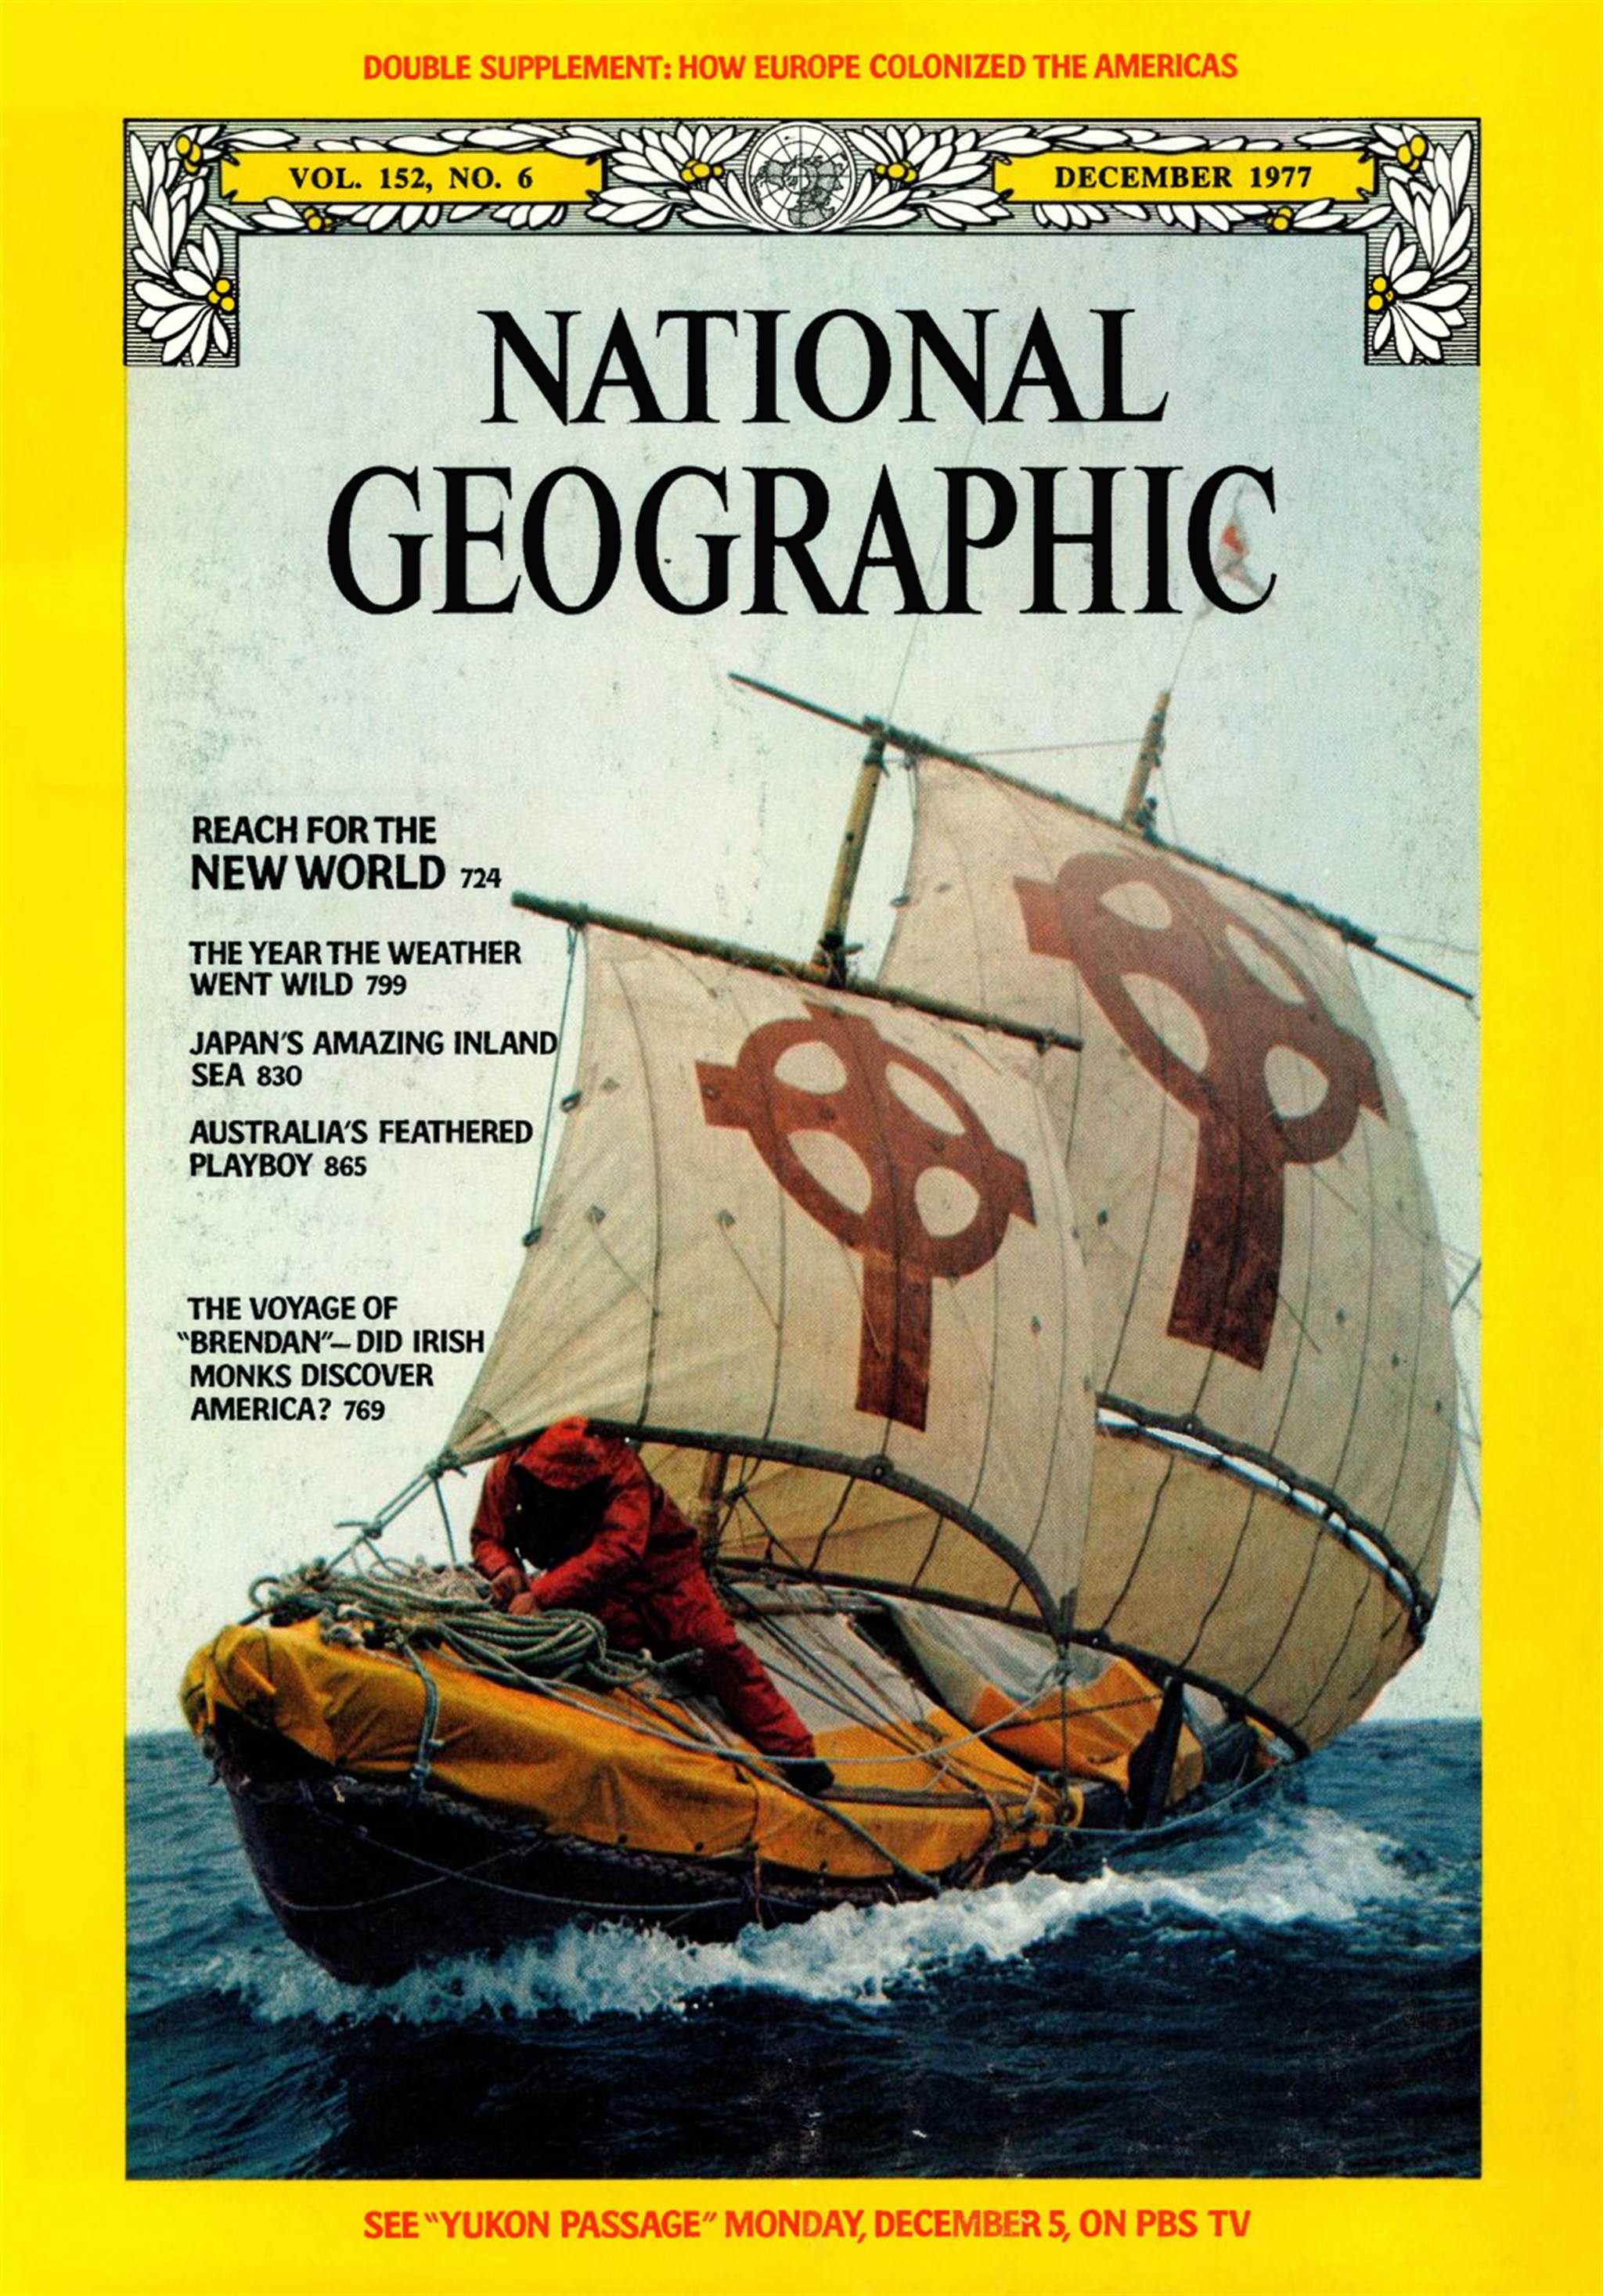 DOUBLE SUPPLEMENT: HOW EUROPE COLONIZED THE AMERICAS
VOL. 152, NO. 6
DECEMBER 1977
NATIONAL
GEOGRAPHIC
REACH FOR THE
NEW WORLD 724
THE YEAR THE WEATHER
WENT WILD 799
JAPAN'S AMAZING INLAND
SEA 830
AUSTRALIA'S FEATHERED
PLAYBOY 865
THE VOYAGE OF
"BRENDAN"—DID IRISH
MONKS DISCOVER
AMERICA? 769
SEE "YUKON PASSAGE" MONDAY, DECEMBER 5, ON PBS TV